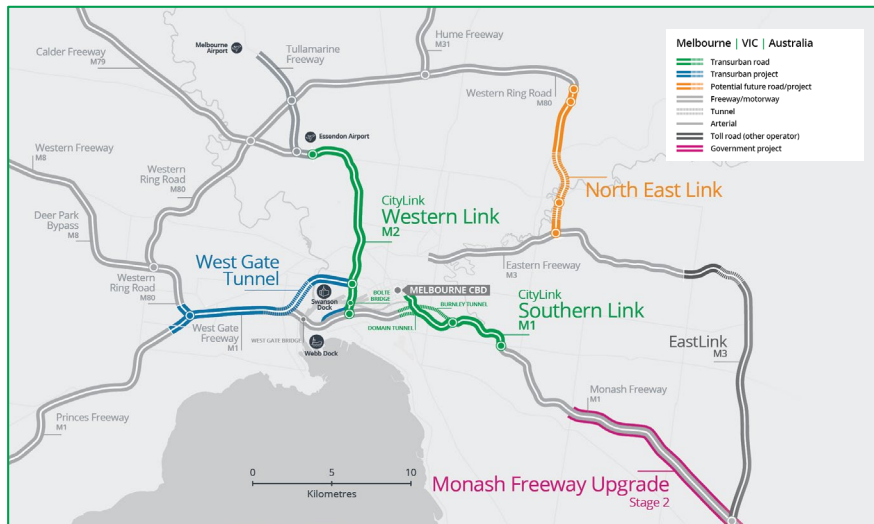 Melbourne | VIC | Australia
Transurban road
Transurban project
Potential future road/project
Freeway/motorway
Tunnel
Arterial
Toll road (other operator)
Government project
Calder Freeway
M79
Melbourne
Airport
Tullamarine
Freeway
Hume Freeway
M31
Western Ring Road
M80
Essendon Airport
Western Freeway
M8
Western
Ring Road
M80
Deer Park
Bypass
M8
CityLink
Western Link
M2
North East Link
West Gate
Tunnel
Western
Ring Road
M80
Swanson
Dock
BOLTE
BRIDGE
MELBOURNE CBD
Eastern Freeway
M3
BURNLEY TUNNEL
CityLink
Southern Link
M1
DOMAIN TUNNEL
West Gate
Freeway
M1
WEST GATE BRIDGE
Webb Dock
EastLink
M3
Monash Freeway
M1
Princes Freeway
M1
0
5
10
Kilometres
Monash Freeway Upgrade
Stage 2